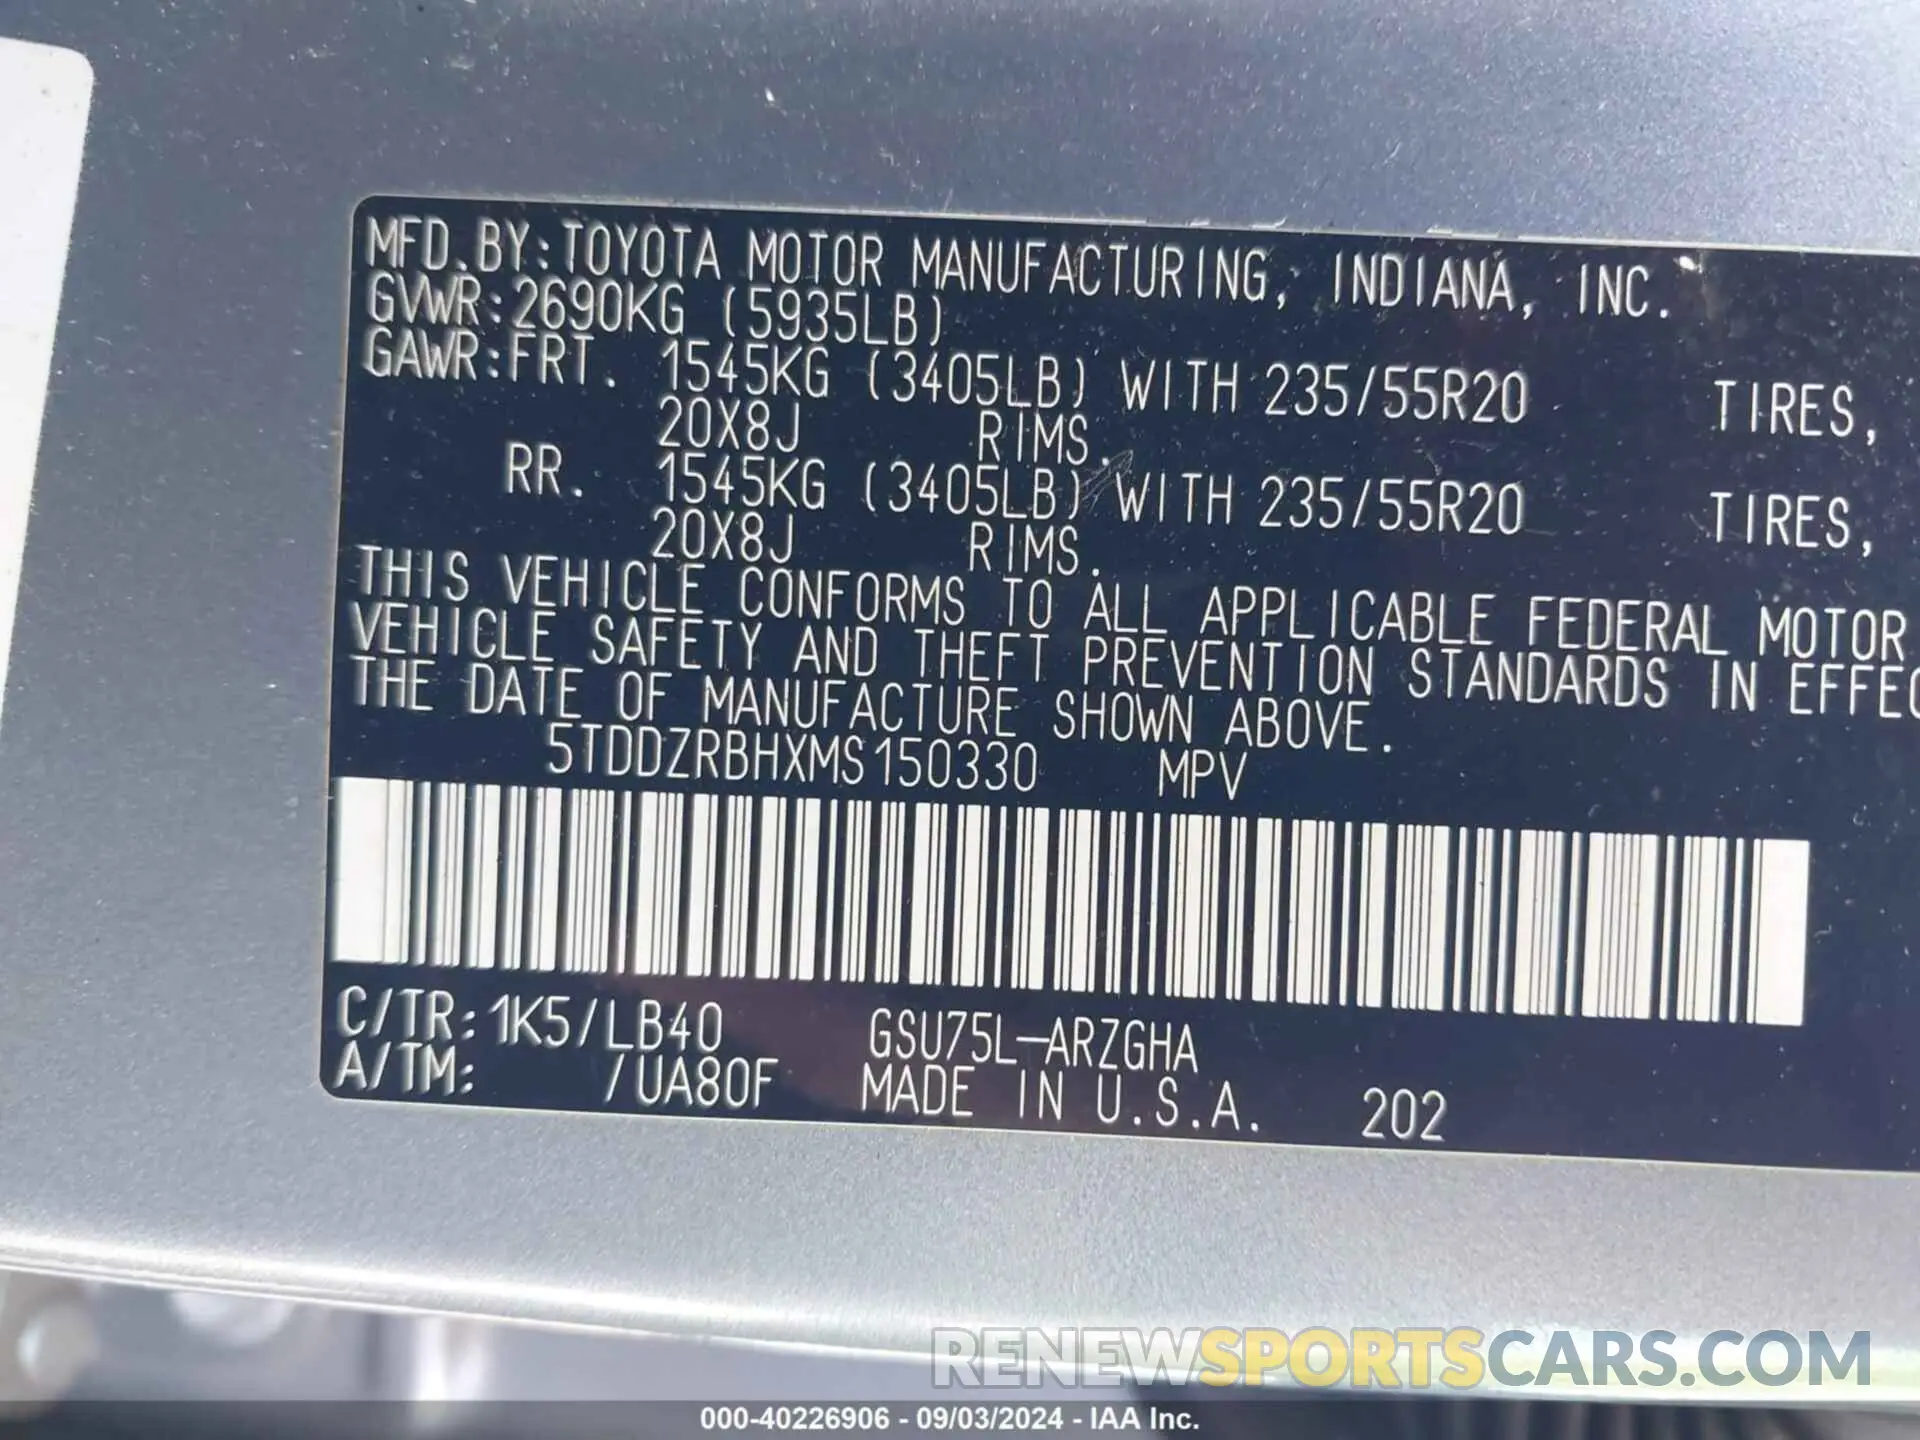 MFD.BY:TOYOTA MOTOR MANUFACTURING, INDIANA, INC.
GVWR:2690KG (5935LB)
GAWR:FRT. 1545KG (3405LB) WITH 235/55R20 TIRES,
20X8J RIMS.
RR. 1545KG (3405LB) WITH 235/55R20 TIRES,
20X8J RIMS.
THIS VEHICLE CONFORMS TO ALL APPLICABLE FEDERAL MOTOR
VEHICLE SAFETY AND THEFT PREVENTION STANDARDS IN EFFEC
THE DATE OF MANUFACTURE SHOWN ABOVE.
5TDDZRBHXMS150330 MPV
C/TR:1K5/LB40 GSU75L-ARZGHA
A/TM: /UA80F MADE IN U.S.A. 202
RENEWSPORTSCARS.COM
000-40226906 - 09/03/2024 - IAA Inc.